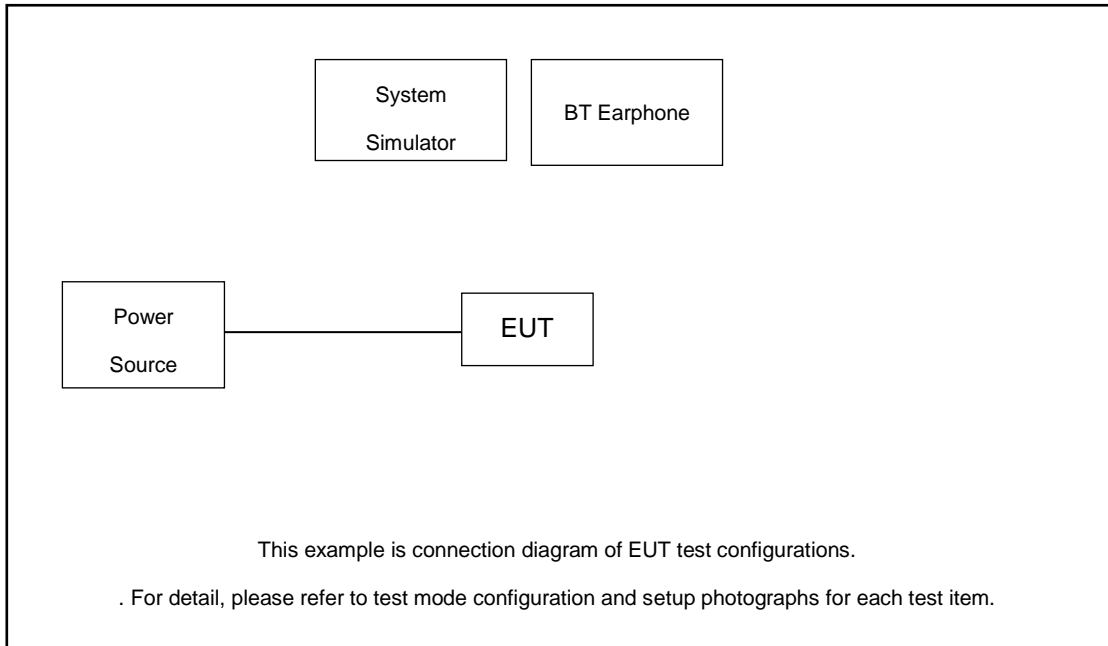 System
Simulator
BT Earphone
Power
Source
EUT
This example is connection diagram of EUT test configurations.
. For detail, please refer to test mode configuration and setup photographs for each test item.